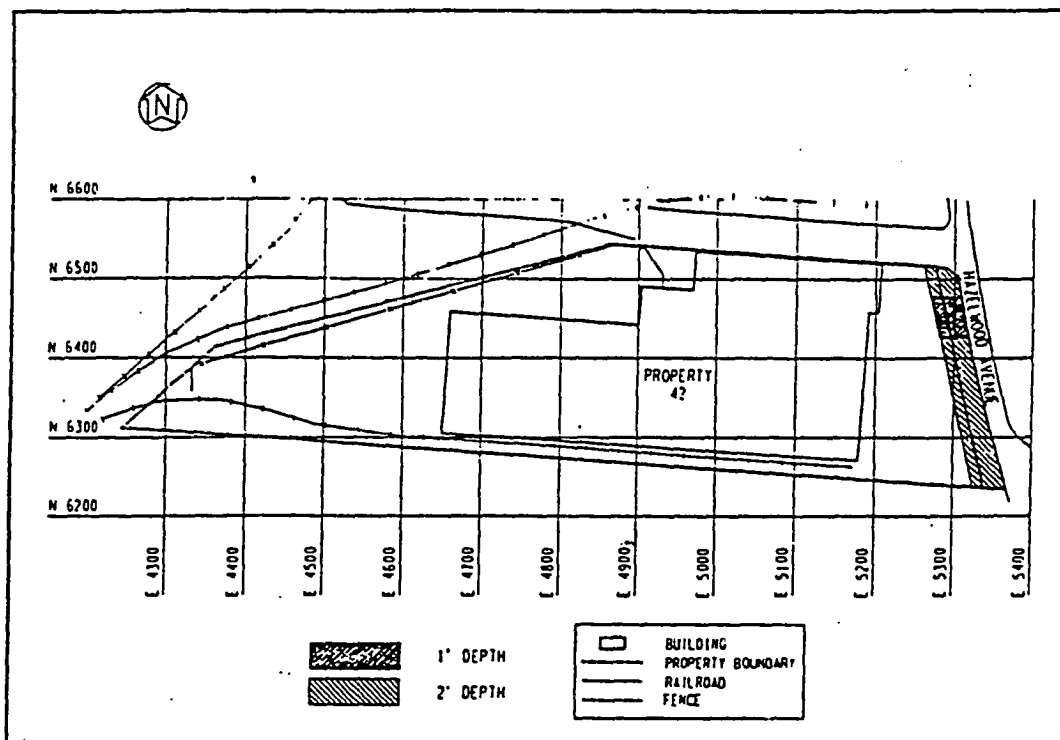 N
N 6600
N 6500
N 6400
N 6300
N 6200
HAZELWOOD AVENUE
PROPERTY
42
E 4300
E 4400
E 4500
E 4600
E 4700
E 4800
E 4900
E 5000
E 5100
E 5200
E 5300
E 5400
1' DEPTH
2' DEPTH
BUILDING
PROPERTY BOUNDARY
RAILROAD
FENCE